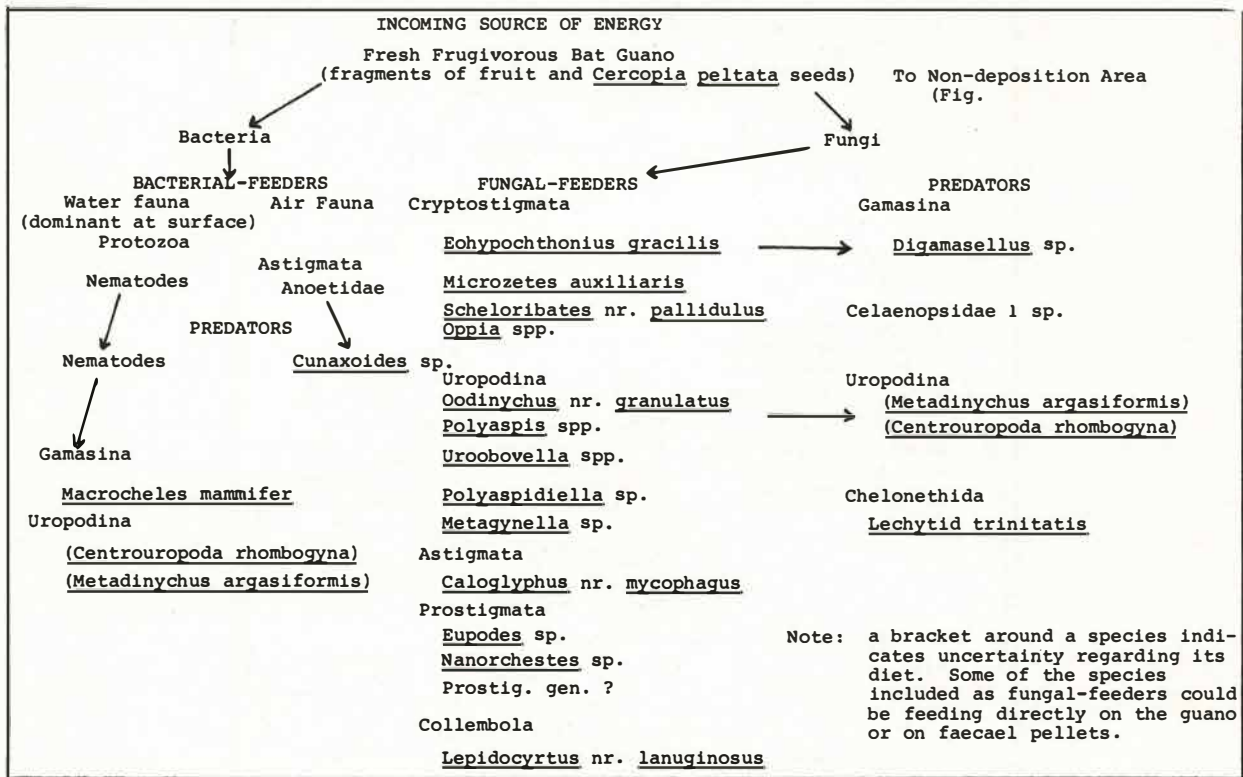 INCOMING SOURCE OF ENERGY
Fresh Frugivorous Bat Guano
(fragments of fruit and Cercopia peltata seeds)
To Non-deposition Area
(Fig.
Bacteria
Fungi
BACTERIAL-FEEDERS
Water fauna
(dominant at surface)
Protozoa
Nematodes
Air Fauna
Astigmata
Anoetidae
PREDATORS
Nematodes
Cunaxoides sp.
Gamasina
Macrocheles mammifer
Uropodina
(Centrouropoda rhombogyna)
(Metadinychus argasiformis)
FUNGAL-FEEDERS
Cryptostigmata
Eohypochthonius gracilis
Microzetes auxiliaris
Scheloribates nr. pallidulus
Oppia spp.
Uropodina
Oodinychus nr. granulatus
Polyaspis spp.
Uroobovella spp.
Polyaspidiella sp.
Metagynella sp.
Astigmata
Caloglyphus nr. mycophagus
Prostigmata
Eupodes sp.
Nanorchestes sp.
Prostig. gen. ?
Collembola
Lepidocyrtus nr. lanuginosus
PREDATORS
Gamasina
Digamasellus sp.
Celaenopsidae 1 sp.
Uropodina
(Metadinychus argasiformis)
(Centrouropoda rhombogyna)
Chelonethida
Lechytid trinitatis
Note: a bracket around a species indi-
cates uncertainty regarding its
diet. Some of the species
included as fungal-feeders could
be feeding directly on the guano
or on faecael pellets.